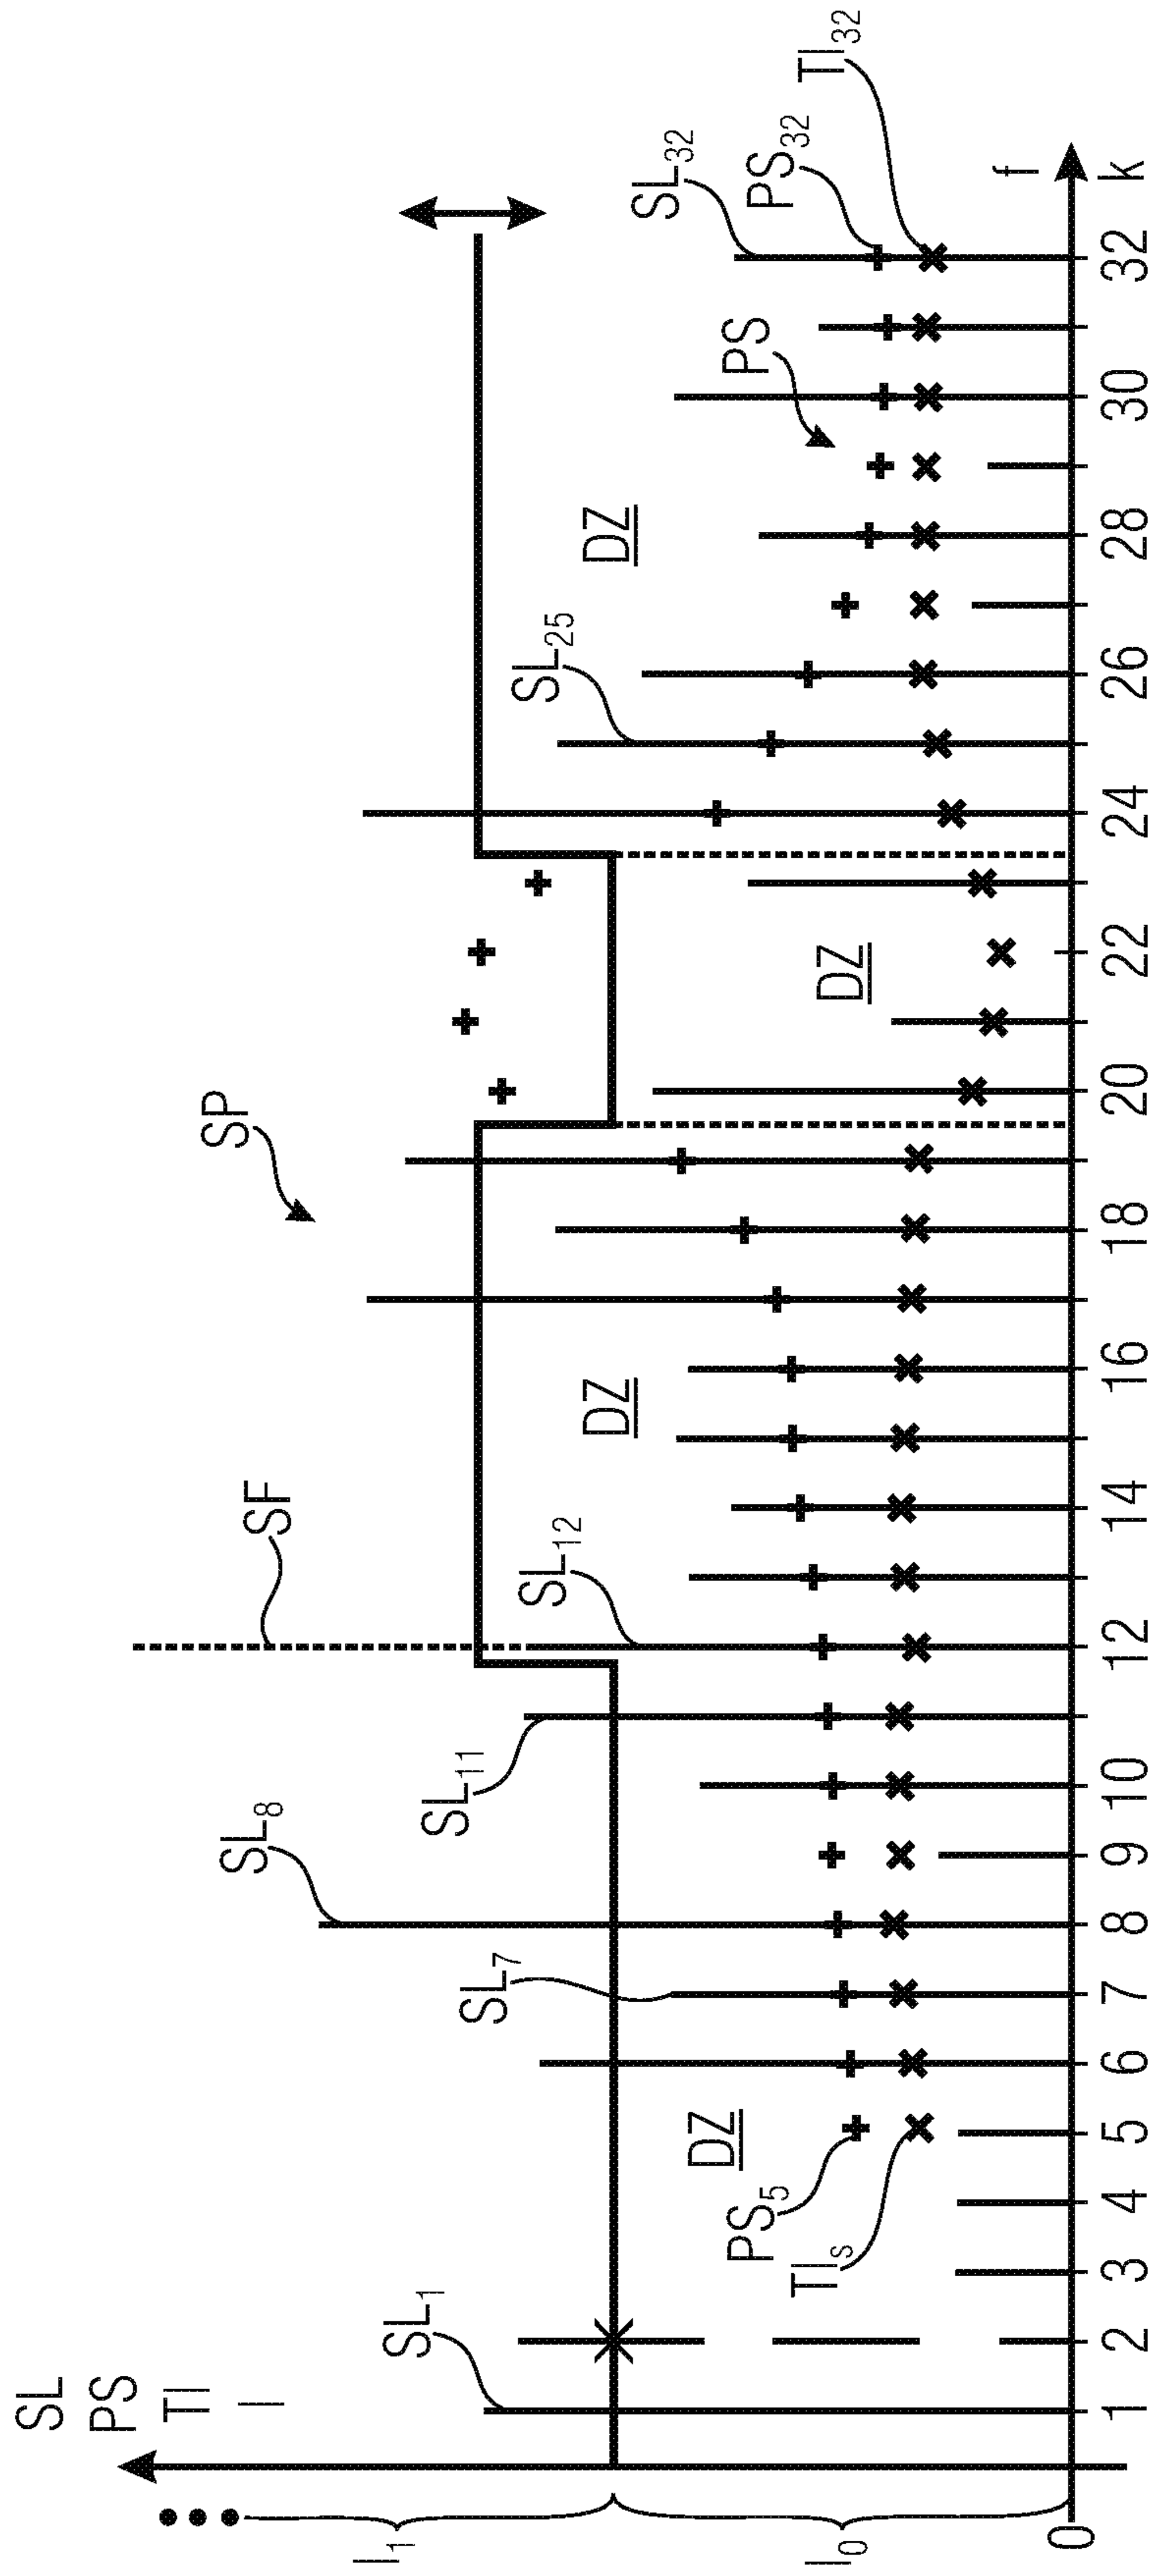 SL
PS
TI
I
SL1
SL7
SL8
SL11
SF
SL12
SP
SL25
SL32
PS32
TI32
PS
DZ
DZ
DZ
DZ
PS5
TIs
I1
I0
0 1 2 3 4 5 6 7 8 9 10 12 14 16 18 20 22 24 26 28 30 32
f
k